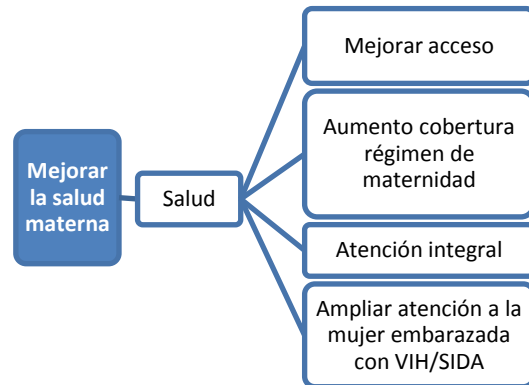 Mejorar
la salud
materna
Salud
Mejorar acceso
Aumento cobertura
régimen de
maternidad
Atención integral
Ampliar atención a la
mujer embarazada
con VIH/SIDA